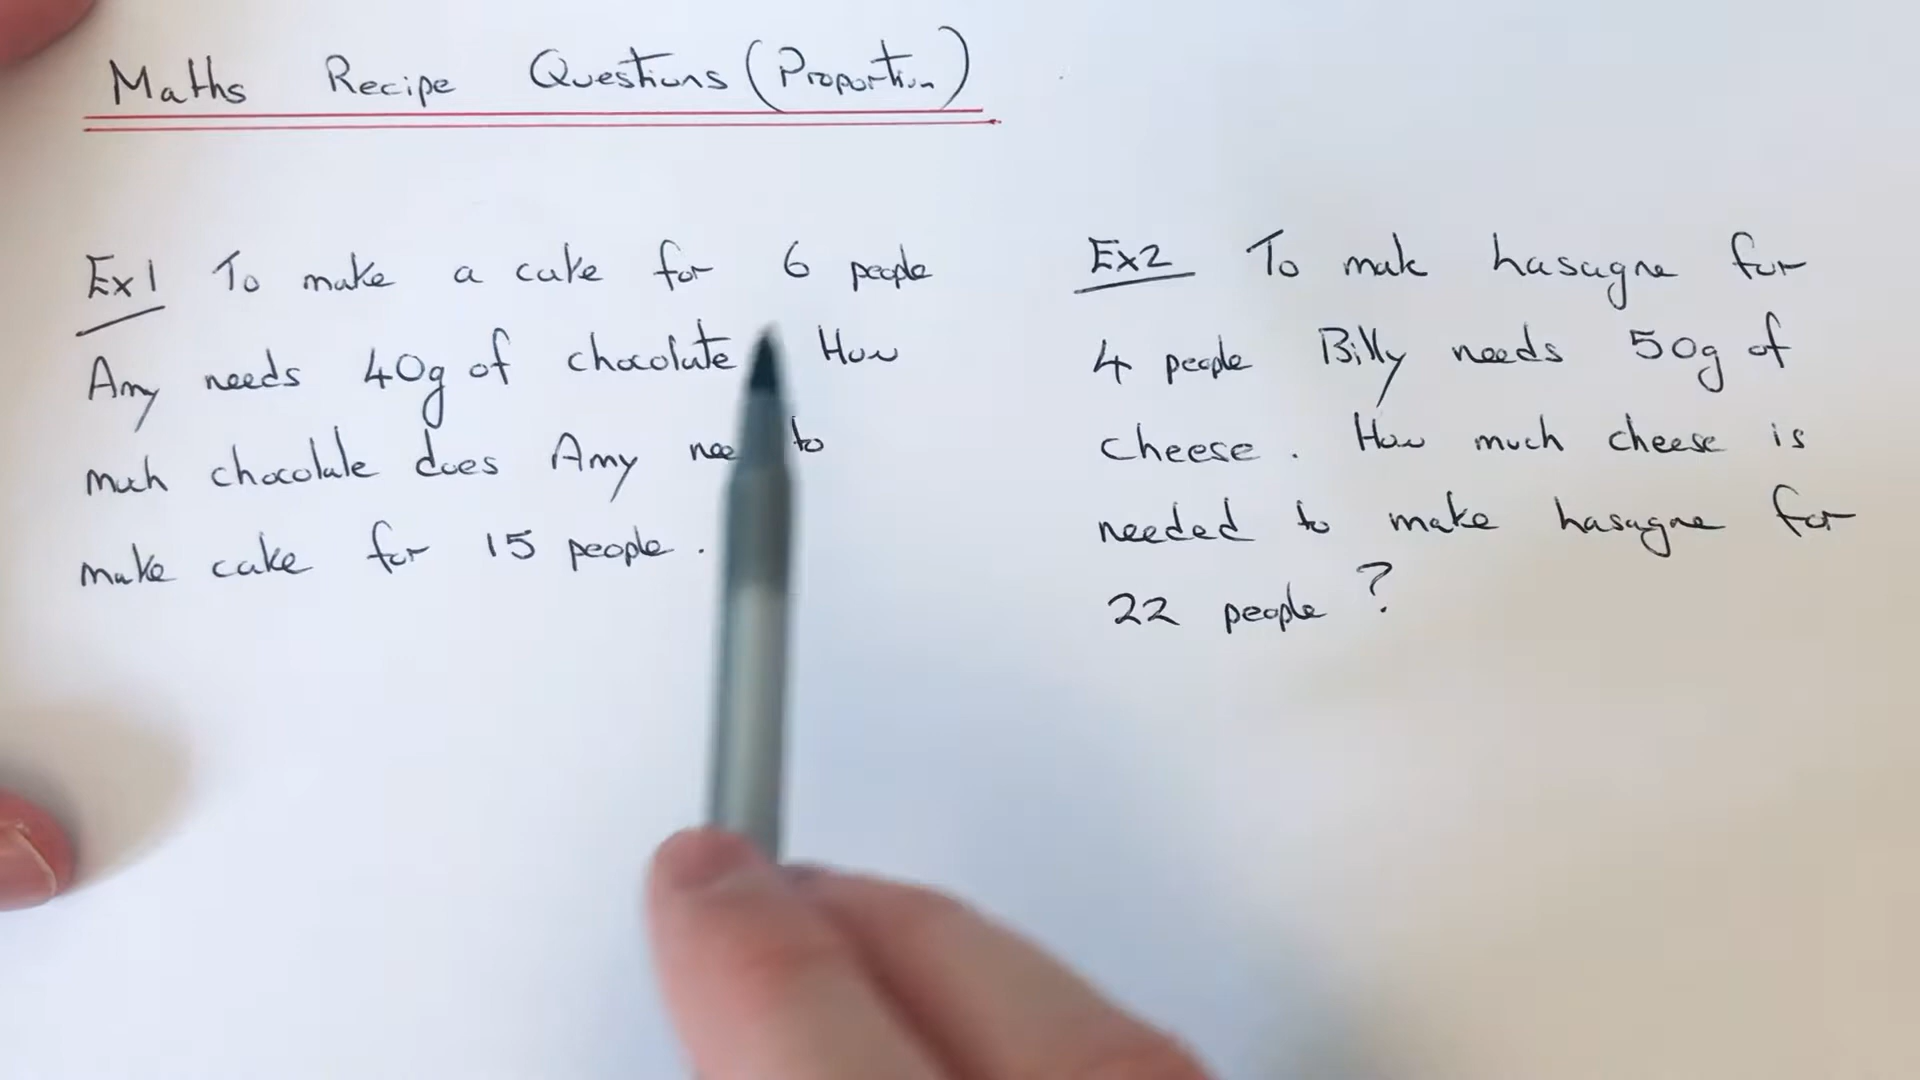 Maths Recipe Questions (Proportion)
Ex1 To make a cake for 6 people
Amy needs 40g of chocolate How
much chocolate does Amy to
make cake for 15 people.
Ex2 To make lasagne for
4 people Billy needs 50g of
cheese. How much cheese is
needed to make lasagne for
22 people?